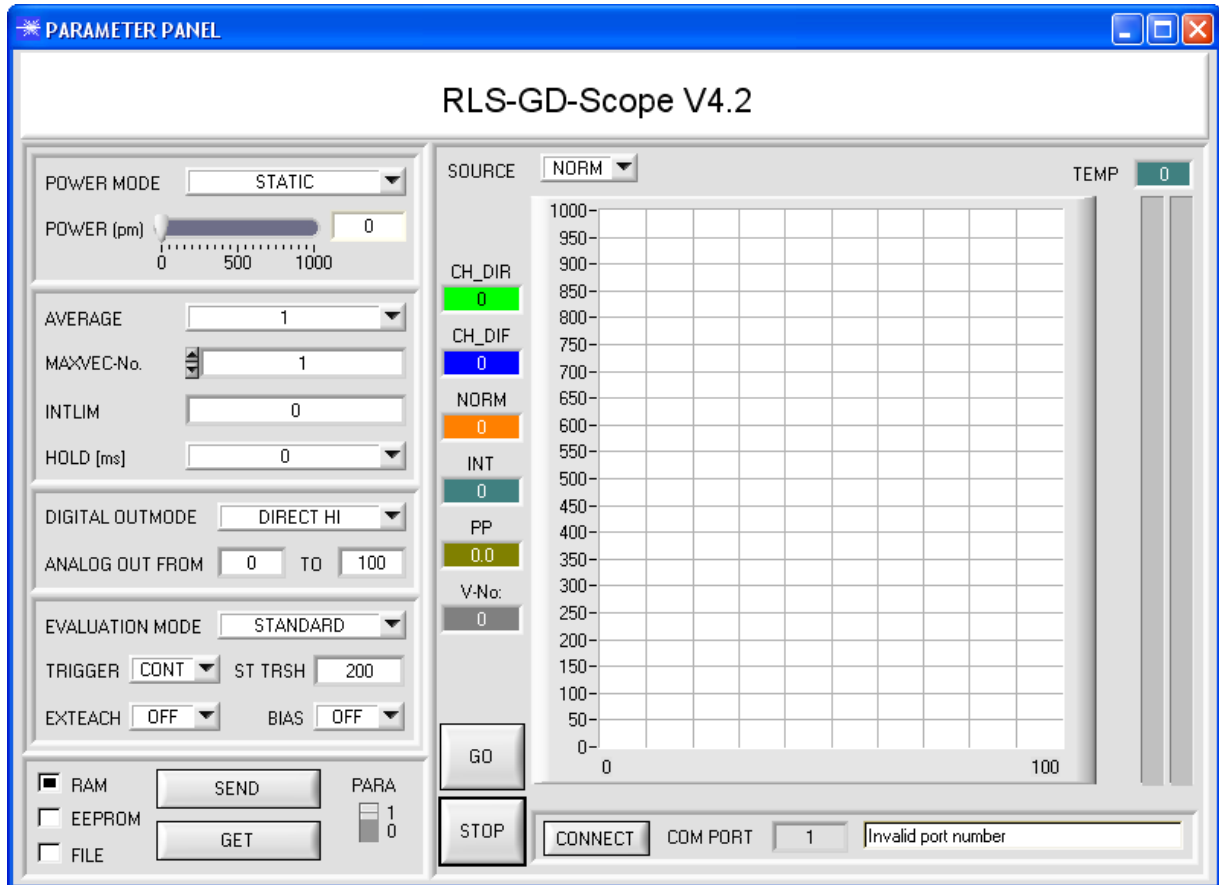 PARAMETER PANEL
RLS-GD-Scope V4.2
POWER MODE STATIC
POWER (pm) 0
0 500 1000
AVERAGE 1
MAXVEC-No. 1
INTLIM 0
HOLD [ms] 0
DIGITAL OUTMODE DIRECT HI
ANALOG OUT FROM 0 TO 100
EVALUATION MODE STANDARD
TRIGGER CONT ST TRSH 200
EXTEACH OFF BIAS OFF
RAM
EEPROM
FILE
SEND
GET
PARA
1
0
SOURCE NORM
TEMP 0
CH_DIR
0
CH_DIF
0
NORM
0
INT
0
PP
0.0
V-No:
0
GO
STOP
1000
950
900
850
800
750
700
650
600
550
500
450
400
350
300
250
200
150
100
50
0
0 100
CONNECT COM PORT 1 Invalid port number